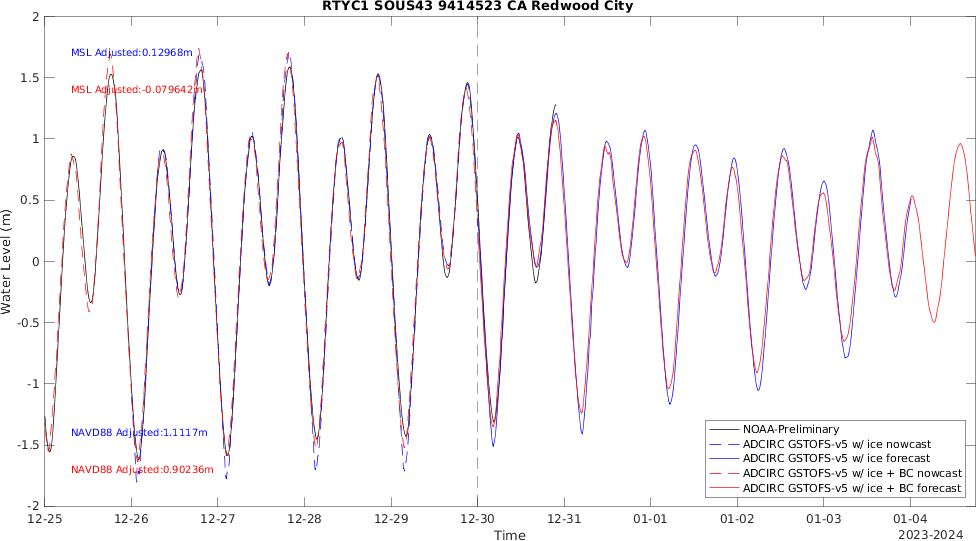 RTYC1 SOUS43 9414523 CA Redwood City
2
1.5
1
0.5
0
-0.5
-1
-1.5
-2
Water Level (m)
MSL Adjusted:0.12968m
MSL Adjusted:-0.079642m
NAVD88 Adjusted:1.1117m
NAVD88 Adjusted:0.90236m
NOAA-Preliminary
ADCIRC GSTOFS-v5 w/ ice nowcast
ADCIRC GSTOFS-v5 w/ ice forecast
ADCIRC GSTOFS-v5 w/ ice + BC nowcast
ADCIRC GSTOFS-v5 w/ ice + BC forecast
12-25 12-26 12-27 12-28 12-29 12-30 12-31 01-01 01-02 01-03 01-04
2023-2024
Time